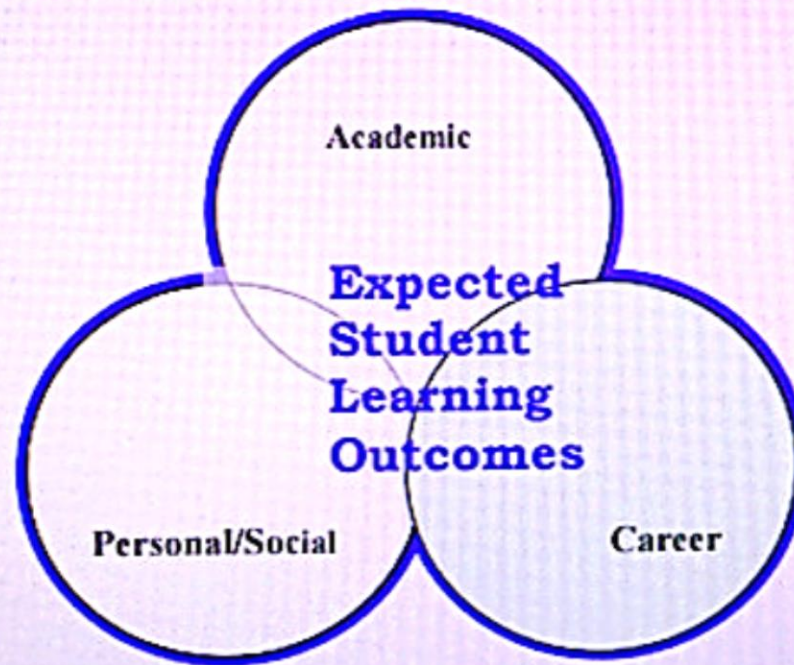 Academic
Expected
Student
Learning
Outcomes
Personal/Social
Career